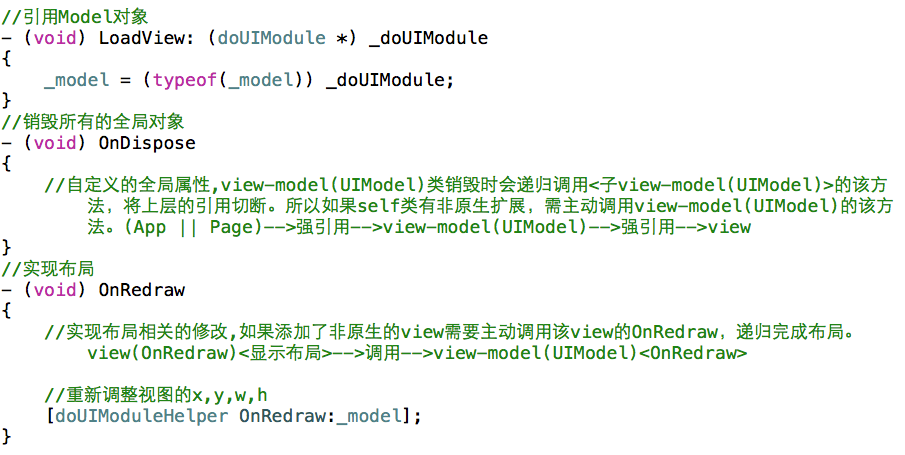 //引用Model对象
- (void) LoadView: (doUIModule *) _doUIModule
{
    _model = (typeof(_model)) _doUIModule;
}
//销毁所有的全局对象
- (void) OnDispose
{
    //自定义的全局属性,view-model(UIModel)类销毁时会递归调用<子view-model(UIModel)>的该方
        法，将上层的引用切断。所以如果self类有非原生扩展，需主动调用view-model(UIModel)的该方
        法。(App || Page)-->强引用-->view-model(UIModel)-->强引用-->view
}
//实现布局
- (void) OnRedraw
{
    //实现布局相关的修改,如果添加了非原生的view需要主动调用该view的OnRedraw，递归完成布局。
        view(OnRedraw)<显示布局>-->调用-->view-model(UIModel)<OnRedraw>

    //重新调整视图的x,y,w,h
    [doUIModuleHelper OnRedraw:_model];
}